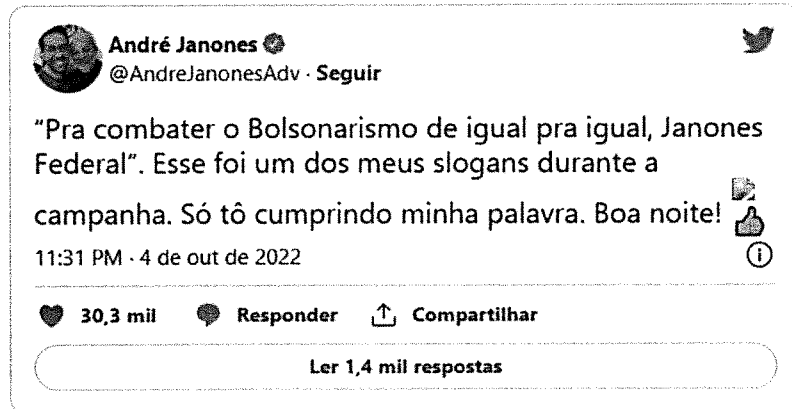 André Janones
@AndreJanonesAdv · Seguir
“Pra combater o Bolsonarismo de igual pra igual, Janones
Federal”. Esse foi um dos meus slogans durante a
campanha. Só tô cumprindo minha palavra. Boa noite! 👍
11:31 PM · 4 de out de 2022
30,3 mil Responder Compartilhar
Ler 1,4 mil respostas